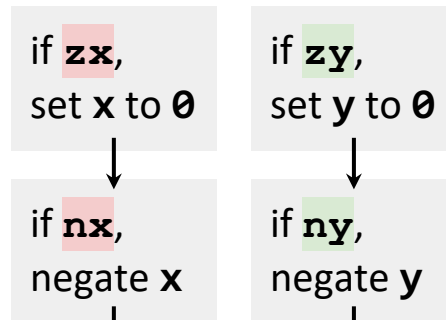 if zx,
set x to 0
if zy,
set y to 0
if nx,
negate x
if ny,
negate y